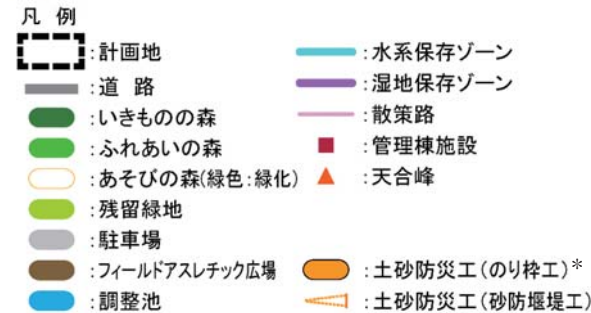 凡 例
:計画地
:道 路
:いきものの森
:ふれあいの森
:あそびの森(緑色:緑化)
:残留緑地
:駐車場
:フィールドアスレチック広場
:調整池
:水系保存ゾーン
:湿地保存ゾーン
:散策路
:管理棟施設
:天合峰
:土砂防災工(のり枠工)*
:土砂防災工(砂防堰堤工)